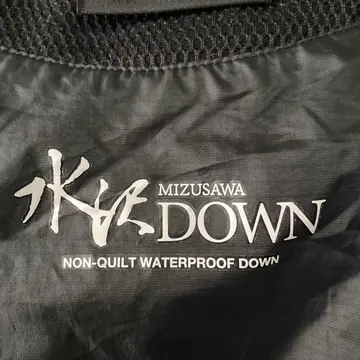 水沢 MIZUSAWA
DOWN
NON-QUILT WATERPROOF DOWN